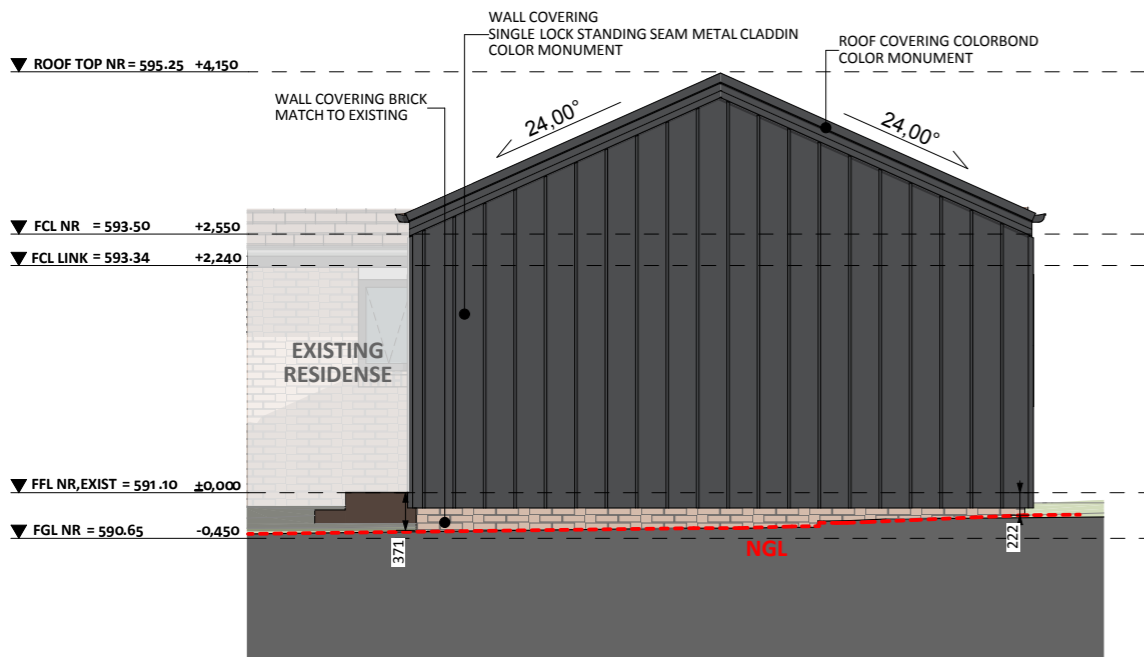 WALL COVERING
SINGLE LOCK STANDING SEAM METAL CLADDIN
COLOR MONUMENT
ROOF COVERING COLORBOND
COLOR MONUMENT
ROOF TOP NR = 595.25 +4,150
WALL COVERING BRICK
MATCH TO EXISTING
24,00°
24,00°
FCL NR = 593.50 +2,550
FCL LINK = 593.34 +2,240
EXISTING
RESIDENSE
FFL NR,EXIST = 591.10 ±0,000
FGL NR = 590.65 -0,450
371
NGL
222